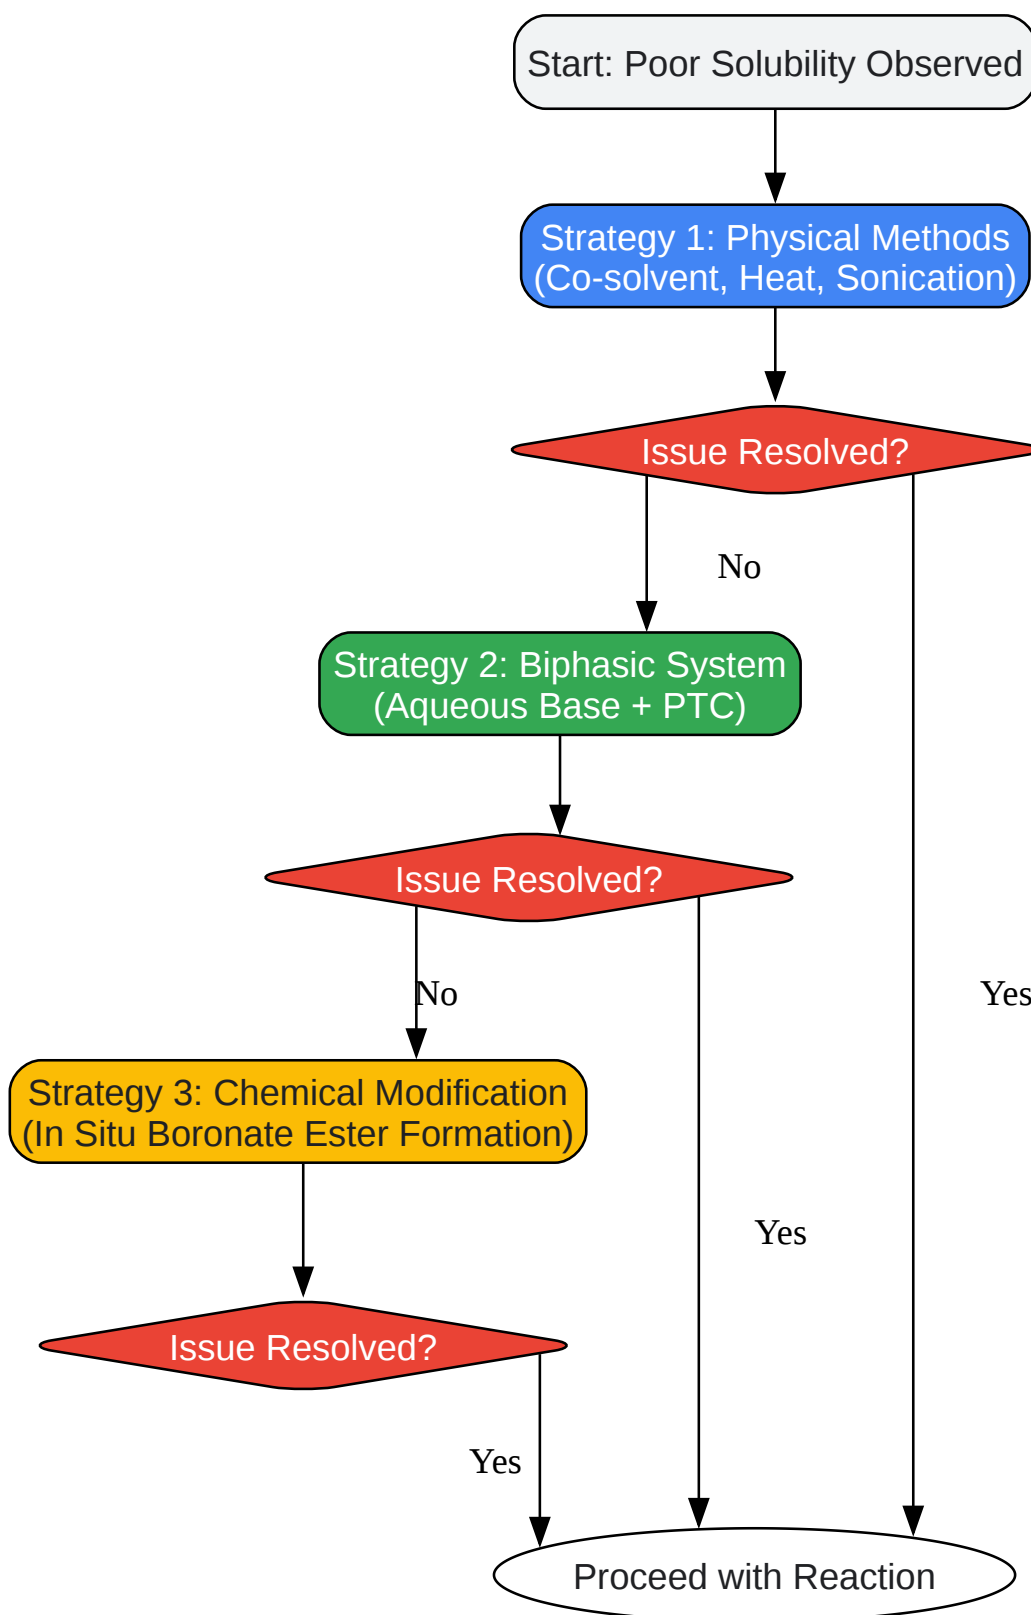 Start: Poor Solubility Observed
Strategy 1: Physical Methods
(Co-solvent, Heat, Sonication)
Issue Resolved?
No
Strategy 2: Biphasic System
(Aqueous Base + PTC)
Issue Resolved?
No
Yes
Strategy 3: Chemical Modification
(In Situ Boronate Ester Formation)
Yes
Issue Resolved?
Yes
Proceed with Reaction